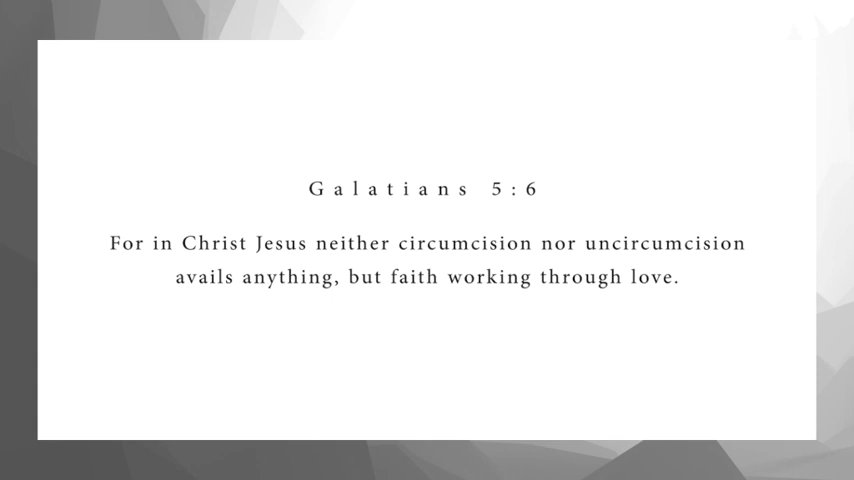 Galatians 5:6
For in Christ Jesus neither circumcision nor uncircumcision
avails anything, but faith working through love.